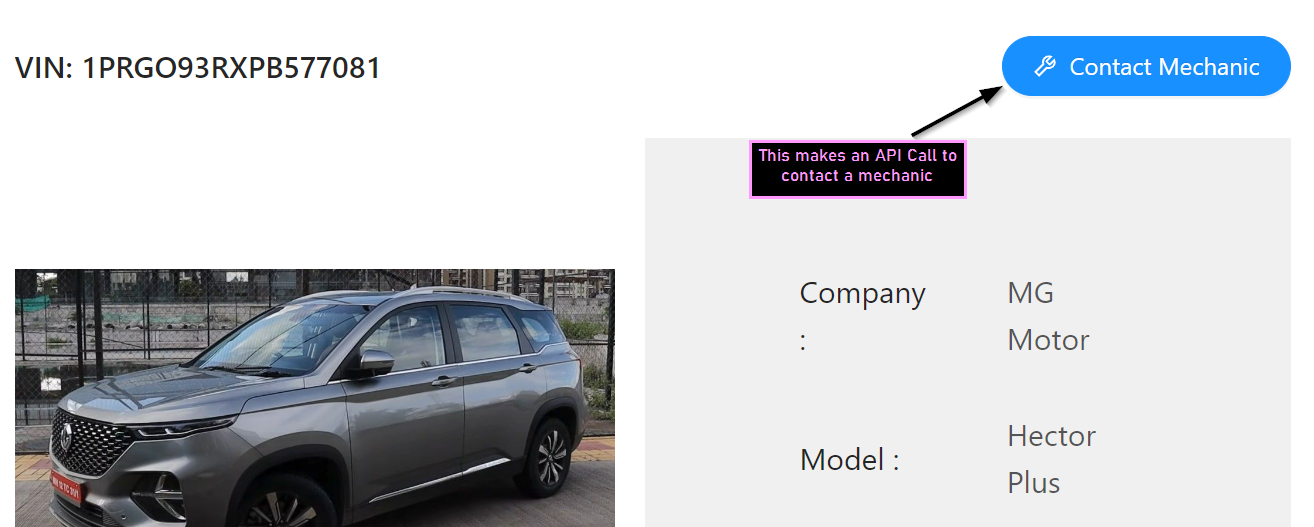 VIN: 1PRGO93RXPB577081
Contact Mechanic
This makes an API Call to
contact a mechanic
Company
:
MG
Motor
Model :
Hector
Plus